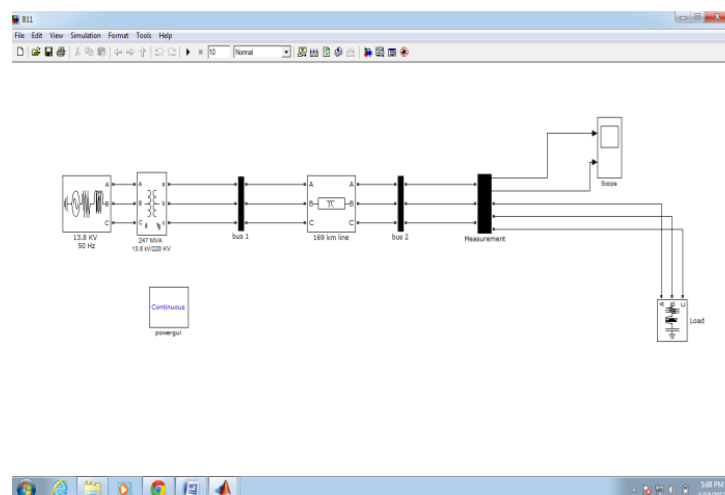 B11
File Edit View Simulation Format Tools Help
10 Normal
A A
B B
C C
A A
B B
C C
Scope
13.8 KV
50 Hz
247 MVA
13.8 kV/220 KV
bus 1
169 km line
bus 2
Measurement
Continuous
powergui
A B C
Load
5:08 PM